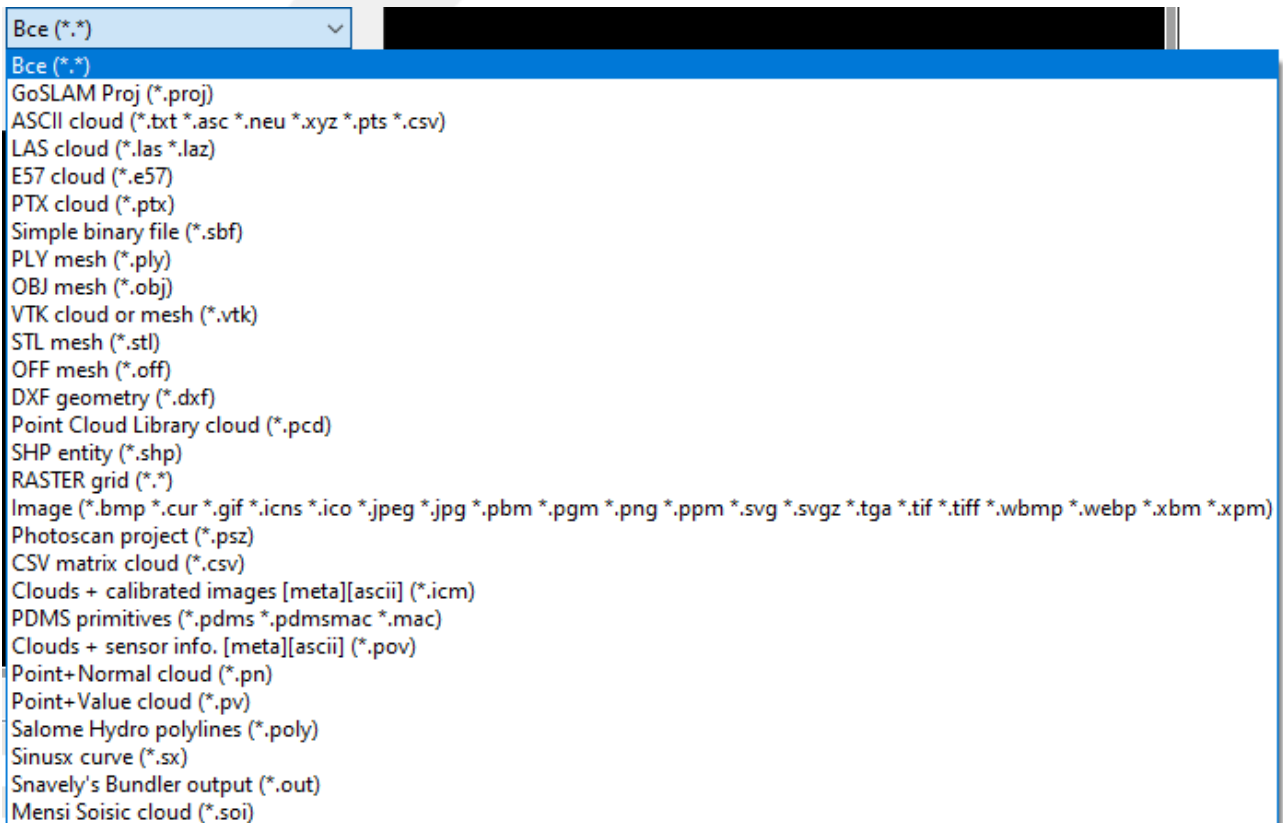 Все (*.*)
Все (*.*)
GoSLAM Proj (*.proj)
ASCII cloud (*.txt *.asc *.neu *.xyz *.pts *.csv)
LAS cloud (*.las *.laz)
E57 cloud (*.e57)
PTX cloud (*.ptx)
Simple binary file (*.sbf)
PLY mesh (*.ply)
OBJ mesh (*.obj)
VTK cloud or mesh (*.vtk)
STL mesh (*.stl)
OFF mesh (*.off)
DXF geometry (*.dxf)
Point Cloud Library cloud (*.pcd)
SHP entity (*.shp)
RASTER grid (*.*)
Image (*.bmp *.cur *.gif *.icns *.ico *.jpeg *.jpg *.pbm *.pgm *.png *.ppm *.svg *.svgz *.tga *.tif *.tiff *.wbmp *.webp *.xbm *.xpm)
Photoscan project (*.psz)
CSV matrix cloud (*.csv)
Clouds + calibrated images [meta][ascii] (*.icm)
PDMS primitives (*.pdms *.pdmsmac *.mac)
Clouds + sensor info. [meta][ascii] (*.pov)
Point+Normal cloud (*.pn)
Point+Value cloud (*.pv)
Salome Hydro polylines (*.poly)
Sinusx curve (*.sx)
Snavely's Bundler output (*.out)
Mensi Soisic cloud (*.soi)